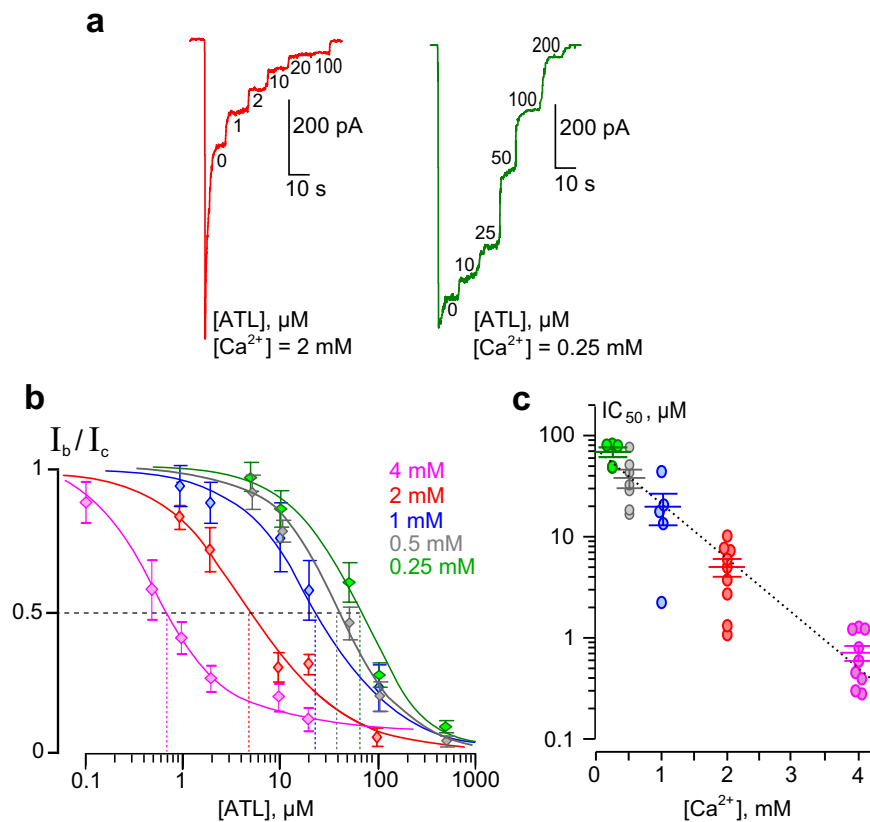 a
0
1
2
10
20
100
200 pA
10 s
[ATL], µM
[Ca²⁺] = 2 mM
0
10
25
50
100
200
200 pA
10 s
[ATL], µM
[Ca²⁺] = 0.25 mM
b
I_b / I_c
1
0.5
0
4 mM
2 mM
1 mM
0.5 mM
0.25 mM
0.1
1
10
100
1000
[ATL], µM
c
IC₅₀, µM
100
10
1
0.1
0
1
2
3
4
[Ca²⁺], mM